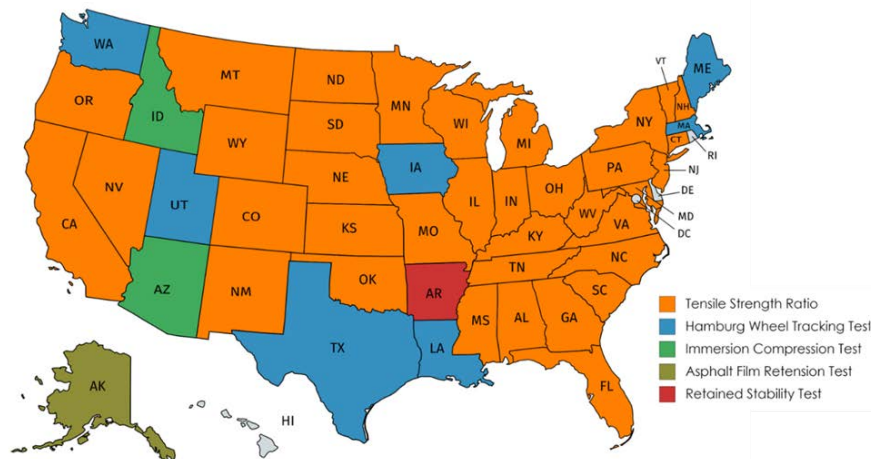 WA
ME
VT
MT
ND
MN
NH
OR
ID
SD
WI
NY
MA
CT
WY
MI
RI
IA
PA
NJ
NE
NV
IL
IN
OH
DE
UT
CO
WV
MD
CA
KS
MO
VA
DC
KY
NC
TN
AZ
NM
OK
AR
SC
Tensile Strength Ratio
MS
AL
GA
Hamburg Wheel Tracking Test
TX
LA
Immersion Compression Test
AK
FL
Asphalt Film Retention Test
HI
Retained Stability Test